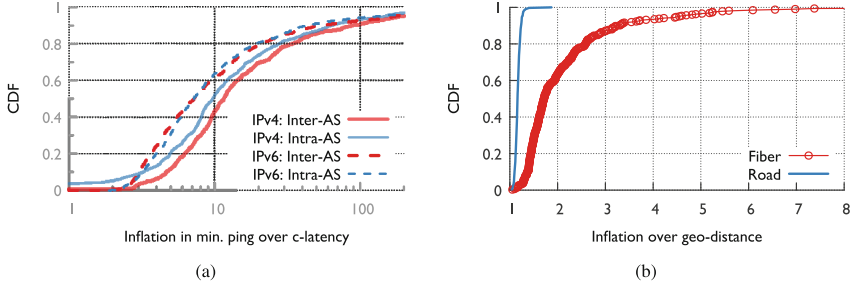 1
0.8
0.6
0.4
0.2
0
CDF
IPv4: Inter-AS
IPv4: Intra-AS
IPv6: Inter-AS
IPv6: Intra-AS
1 10 100
Inflation in min. ping over c-latency
(a)
1
0.8
0.6
0.4
0.2
0
CDF
Fiber
Road
1 2 3 4 5 6 7 8
Inflation over geo-distance
(b)